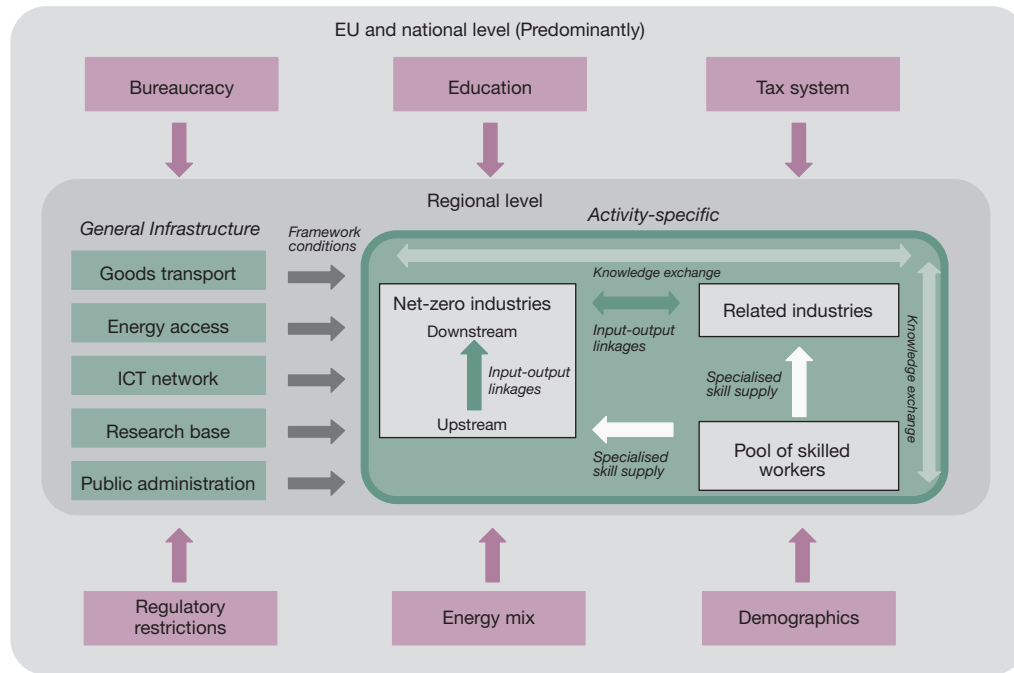 EU and national level (Predominantly)
Bureaucracy
Education
Tax system
Regional level
General Infrastructure
Activity-specific
Framework
conditions
Goods transport
Energy access
ICT network
Research base
Public administration
Knowledge exchange
Net-zero industries
Downstream
Input-output
linkages
Upstream
Input-output
linkages
Related industries
Specialised
skill supply
Specialised
skill supply
Pool of skilled
workers
Knowledge exchange
Regulatory
restrictions
Energy mix
Demographics